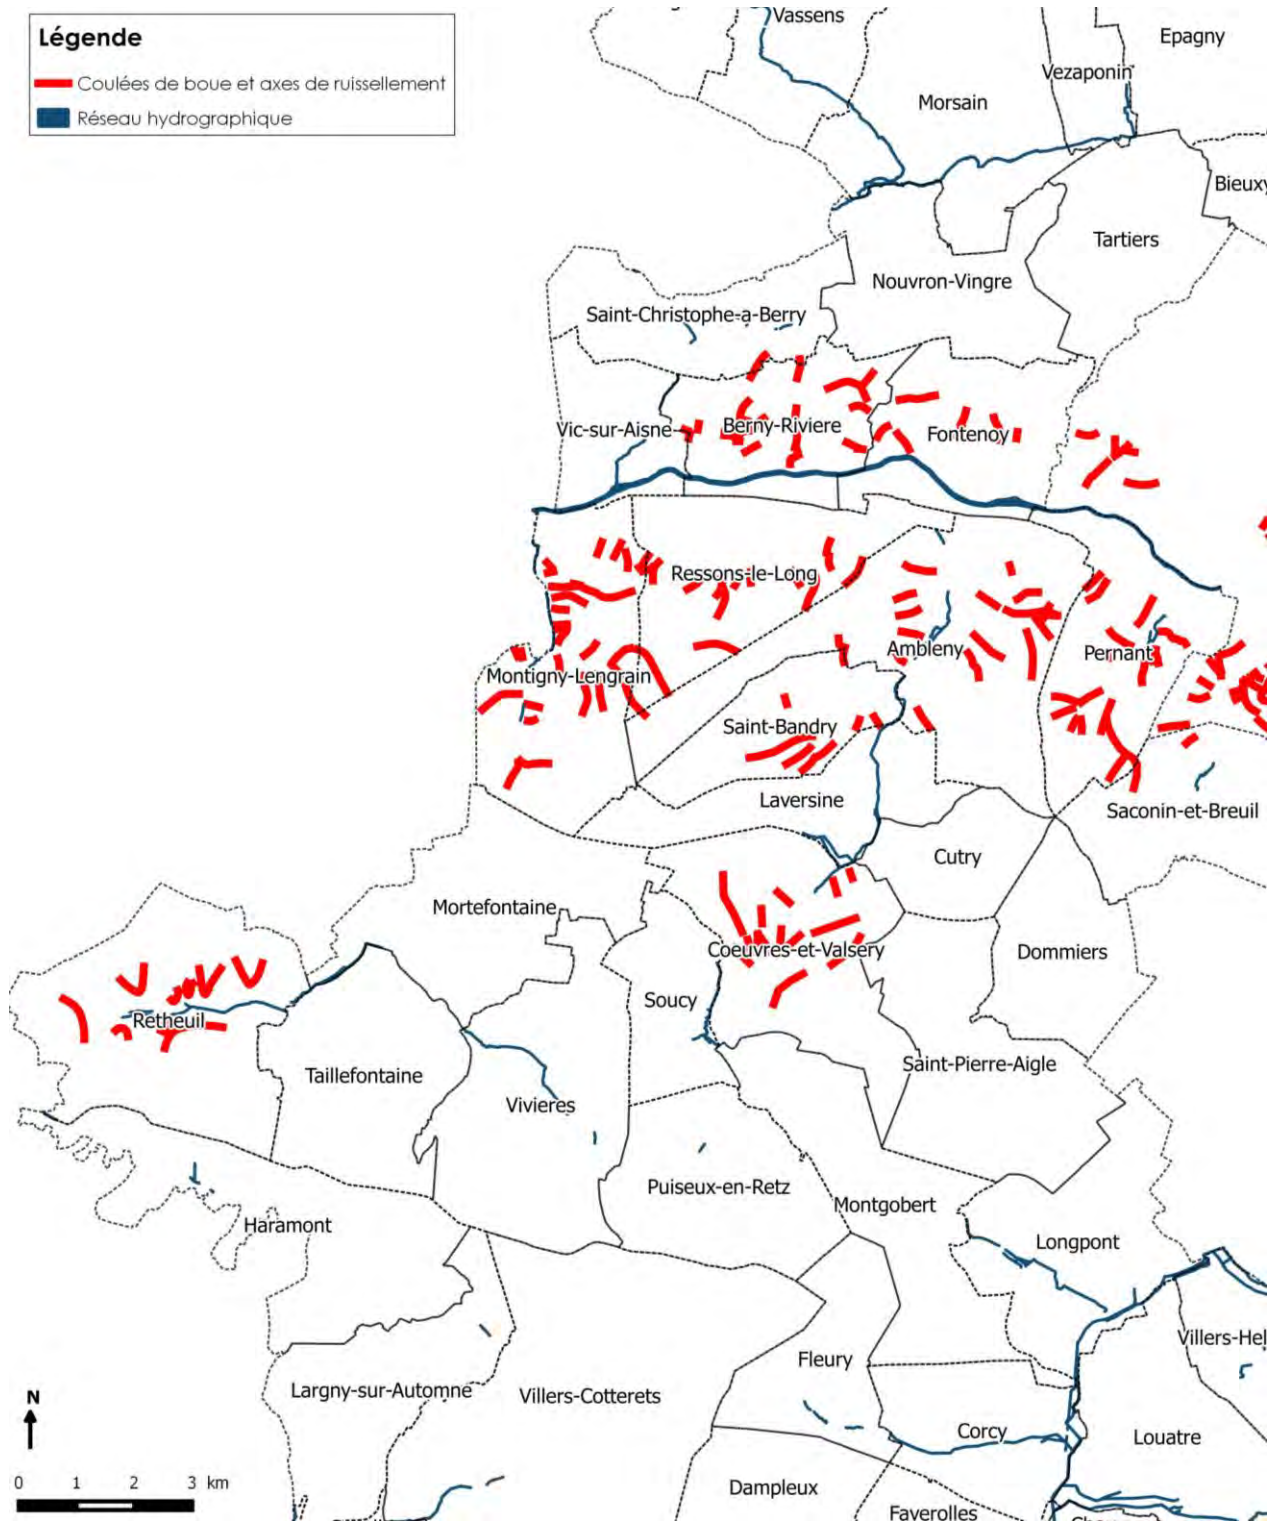 Légende
Coulées de boue et axes de ruissellement
Réseau hydrographique
Vassens
Epagny
Vezaponin
Morsain
Bieuxy
Tartiers
Nouvron-Vingre
Saint-Christophe-a-Berry
Vic-sur-Aisne
Berny-Riviere
Fontenoy
Ressons-le-Long
Ambleny
Pernant
Montigny-Lengrain
Saint-Bandry
Laversine
Saconin-et-Breuil
Cutry
Mortefontaine
Coeuvres-et-Valsery
Dommiers
Soucy
Retheuil
Saint-Pierre-Aigle
Taillefontaine
Vivieres
Puiseux-en-Retz
Montgobert
Haramont
Longpont
Villers-Hel
Fleury
Largny-sur-Automne
Villers-Cotterets
N
Corcy
Louatre
0 1 2 3 km
Dampleux
Faverolles